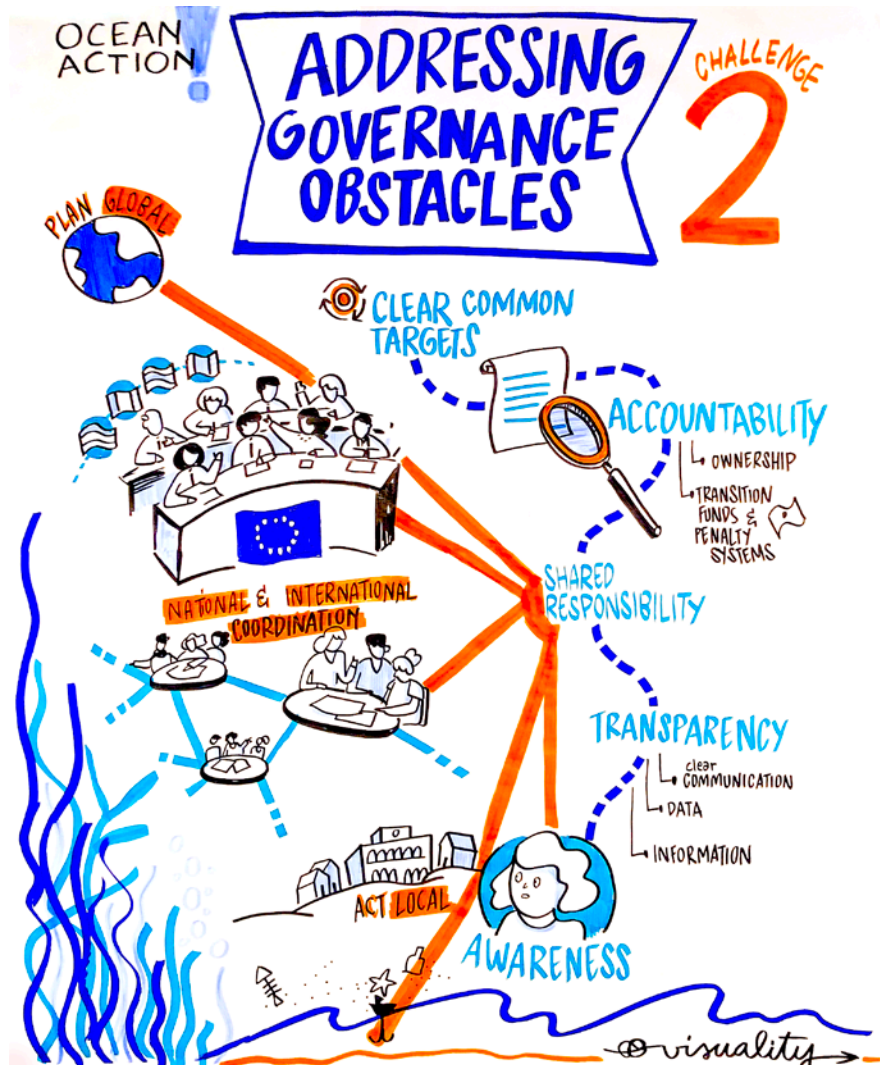 OCEAN
ACTION!
ADDRESSING
GOVERNANCE
OBSTACLES
CHALLENGE
2
PLAN GLOBAL
CLEAR COMMON
TARGETS
ACCOUNTABILITY
OWNERSHIP
TRANSITION
FUNDS &
PENALTY
SYSTEMS
NATIONAL & INTERNATIONAL
COORDINATION
SHARED
RESPONSIBILITY
TRANSPARENCY
clear
COMMUNICATION
DATA
INFORMATION
ACT LOCAL
AWARENESS
visuality